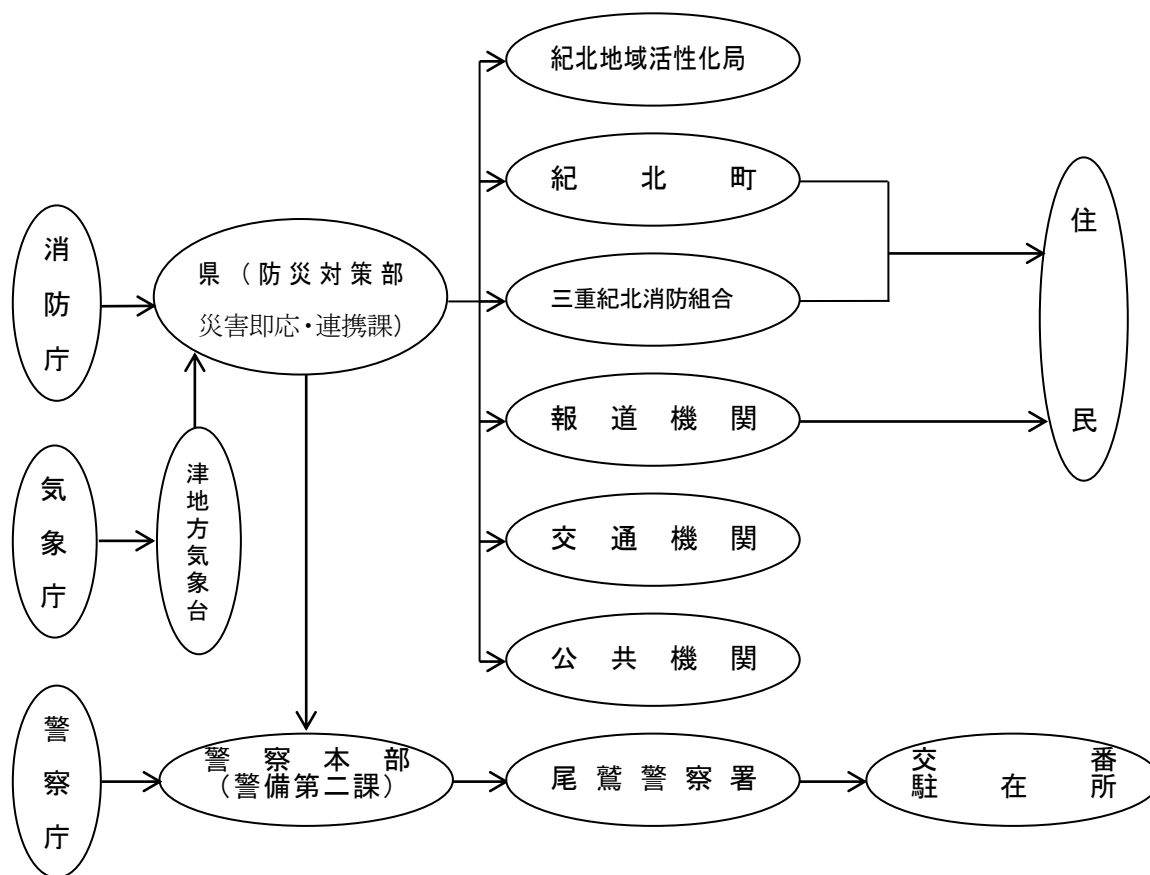 紀北地域活性化局
紀北町
住民
消防庁
県（防災対策部
災害即応・連携課）
三重紀北消防組合
報道機関
気象庁
津地方気象台
交通機関
公共機関
警察庁
警察本部
（警備第二課）
尾鷲警察署
交番
駐在所